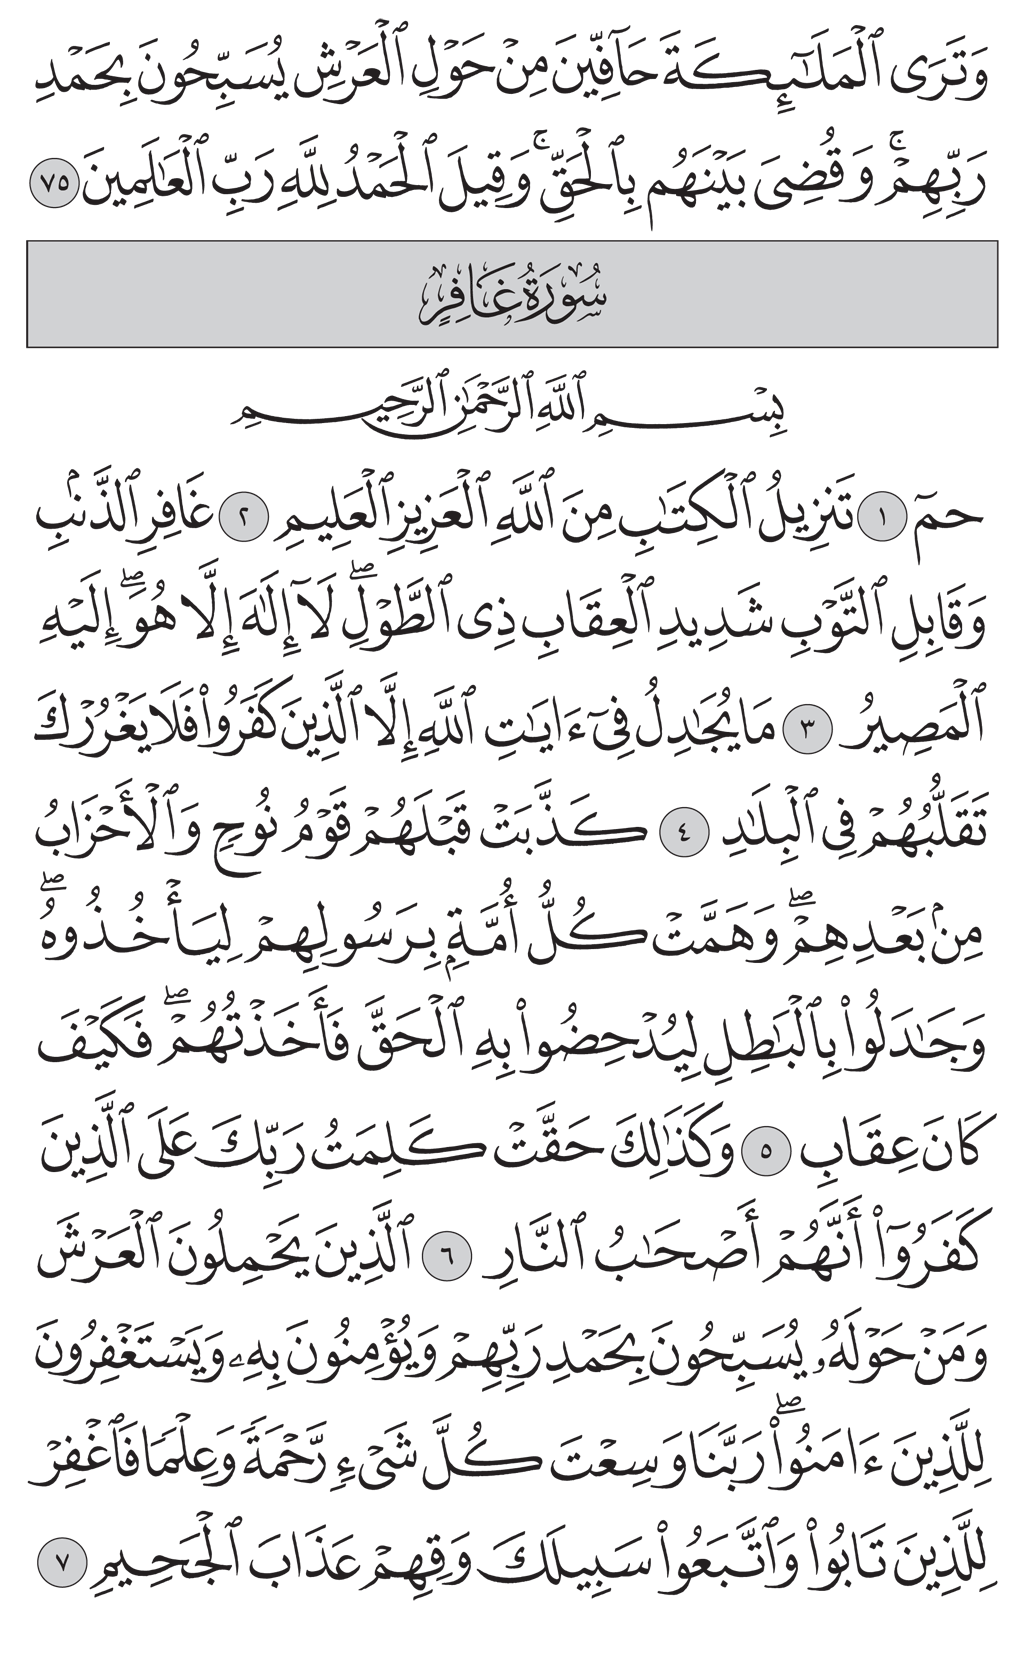 وَتَرَى ٱلْمَلَـٰٓئِكَةَ حَآفِّينَ مِنْ حَوْلِ ٱلْعَرْشِ يُسَبِّحُونَ بِحَمْدِ
رَبِّهِمْ ۚ وَقُضِىَ بَيْنَهُم بِٱلْحَقِّ ۚ وَقِيلَ ٱلْحَمْدُ لِلَّهِ رَبِّ ٱلْعَـٰلَمِينَ ٧٥
سُورَةُ غَافِرٍ
بِسْمِ ٱللَّهِ ٱلرَّحْمَـٰنِ ٱلرَّحِيمِ
حمٓ ١ تَنزِيلُ ٱلْكِتَـٰبِ مِنَ ٱللَّهِ ٱلْعَزِيزِ ٱلْعَلِيمِ ٢ غَافِرِ ٱلذَّنۢبِ
وَقَابِلِ ٱلتَّوْبِ شَدِيدِ ٱلْعِقَابِ ذِى ٱلطَّوْلِ ۖ لَآ إِلَـٰهَ إِلَّا هُوَ ۖ إِلَيْهِ
ٱلْمَصِيرُ ٣ مَا يُجَـٰدِلُ فِىٓ ءَايَـٰتِ ٱللَّهِ إِلَّا ٱلَّذِينَ كَفَرُوا۟ فَلَا يَغْرُرْكَ
تَقَلُّبُهُمْ فِى ٱلْبِلَـٰدِ ٤ كَذَّبَتْ قَبْلَهُمْ قَوْمُ نُوحٍ وَٱلْأَحْزَابُ
مِنۢ بَعْدِهِمْ ۖ وَهَمَّتْ كُلُّ أُمَّةٍۭ بِرَسُولِهِمْ لِيَأْخُذُوهُ ۖ
وَجَـٰدَلُوا۟ بِٱلْبَـٰطِلِ لِيُدْحِضُوا۟ بِهِ ٱلْحَقَّ فَأَخَذْتُهُمْ ۖ فَكَيْفَ
كَانَ عِقَابِ ٥ وَكَذَٰلِكَ حَقَّتْ كَلِمَتُ رَبِّكَ عَلَى ٱلَّذِينَ
كَفَرُوٓا۟ أَنَّهُمْ أَصْحَـٰبُ ٱلنَّارِ ٦ ٱلَّذِينَ يَحْمِلُونَ ٱلْعَرْشَ
وَمَنْ حَوْلَهُۥ يُسَبِّحُونَ بِحَمْدِ رَبِّهِمْ وَيُؤْمِنُونَ بِهِۦ وَيَسْتَغْفِرُونَ
لِلَّذِينَ ءَامَنُوا۟ ۖ رَبَّنَا وَسِعْتَ كُلَّ شَىْءٍ رَّحْمَةً وَعِلْمًا فَٱغْفِرْ
لِلَّذِينَ تَابُوا۟ وَٱتَّبَعُوا۟ سَبِيلَكَ وَقِهِمْ عَذَابَ ٱلْجَحِيمِ ٧